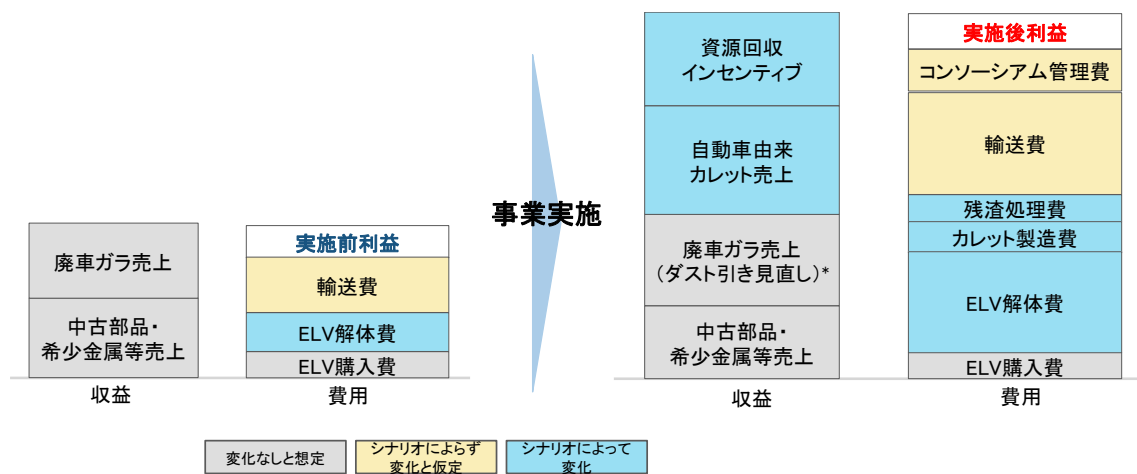 廃車ガラ売上
中古部品・
希少金属等売上
収益
実施前利益
輸送費
ELV解体費
ELV購入費
費用
事業実施
資源回収
インセンティブ
自動車由来
カレット売上
廃車ガラ売上
(ダスト引き見直し)*
中古部品・
希少金属等売上
収益
実施後利益
コンソーシアム管理費
輸送費
残渣処理費
カレット製造費
ELV解体費
ELV購入費
費用
変化なしと想定
シナリオによらず
変化と仮定
シナリオによって
変化